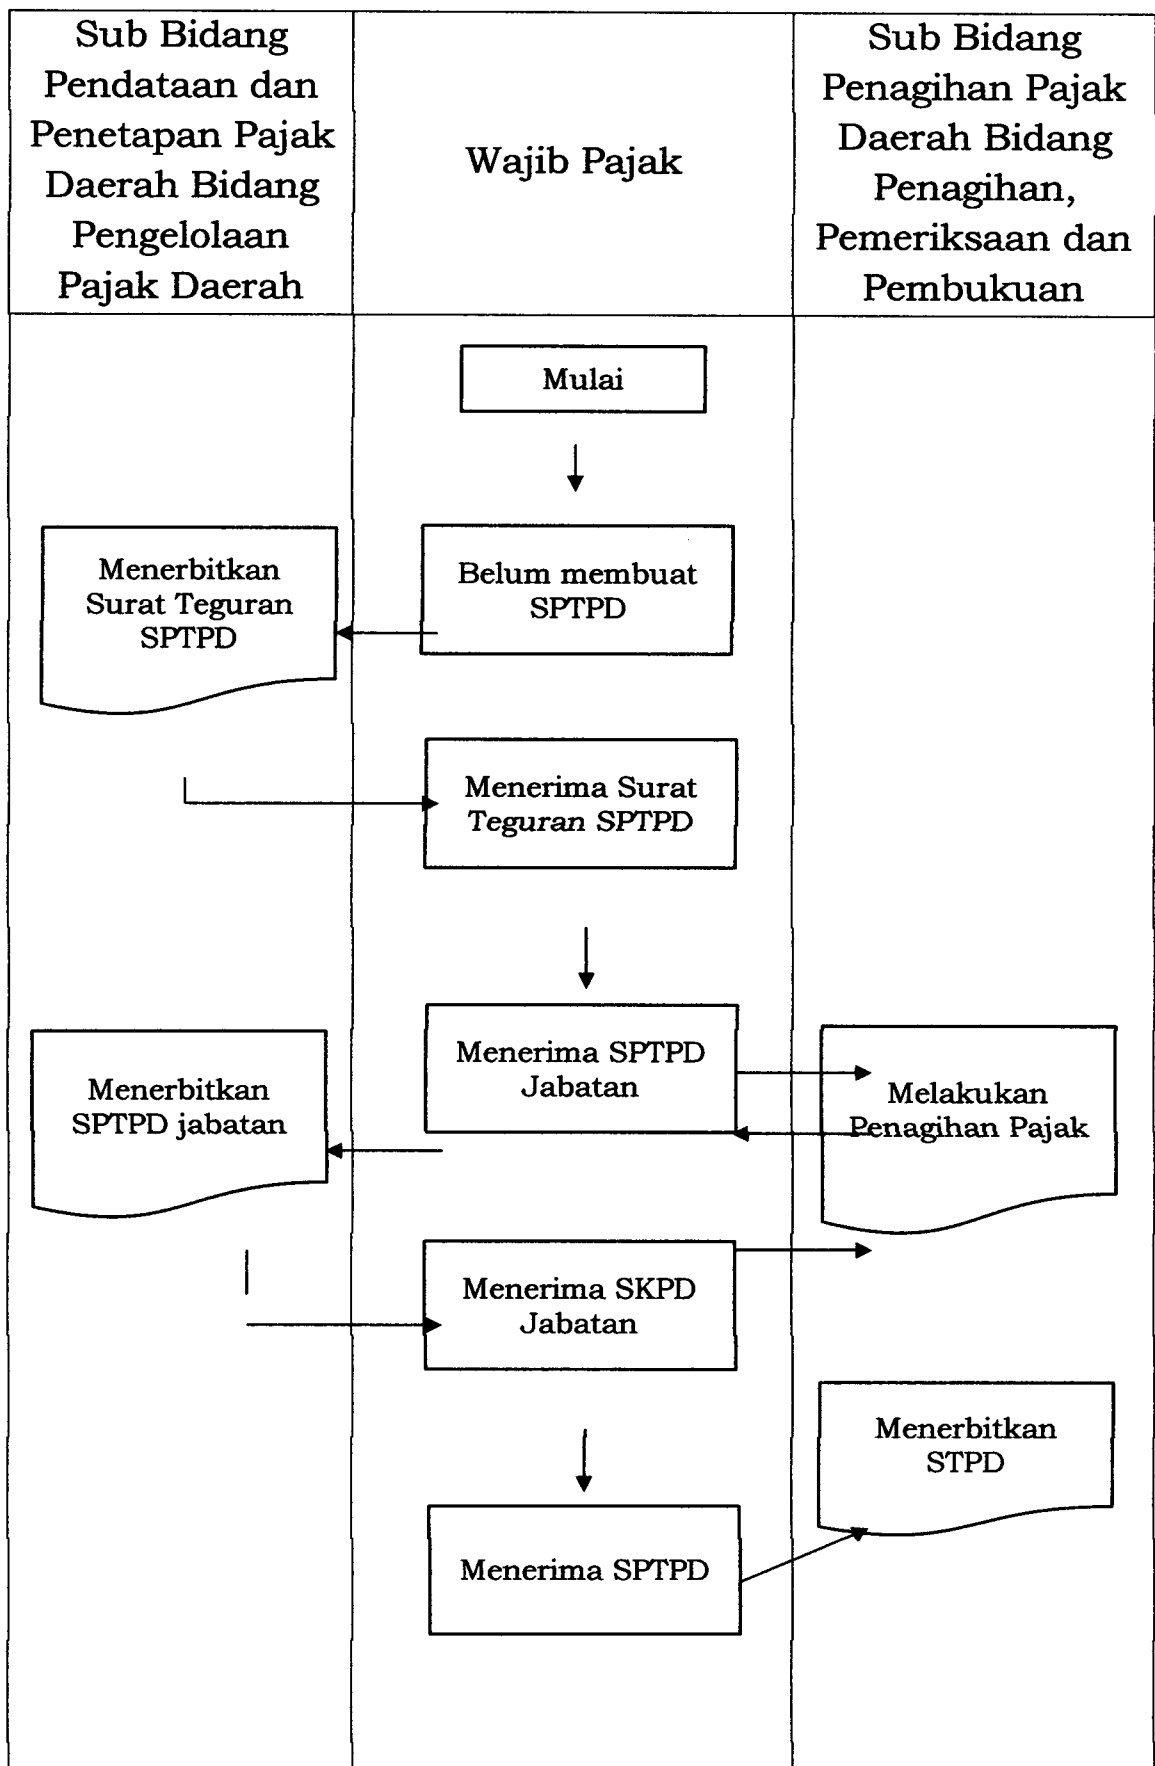 Sub Bidang
Pendataan dan
Penetapan Pajak
Daerah Bidang
Pengelolaan
Pajak Daerah
Wajib Pajak
Sub Bidang
Penagihan Pajak
Daerah Bidang
Penagihan,
Pemeriksaan dan
Pembukuan
Mulai
Menerbitkan
Surat Teguran
SPTPD
Belum membuat
SPTPD
Menerima Surat
Teguran SPTPD
Menerbitkan
SPTPD jabatan
Menerima SPTPD
Jabatan
Melakukan
Penagihan Pajak
Menerima SKPD
Jabatan
Menerbitkan
STPD
Menerima SPTPD